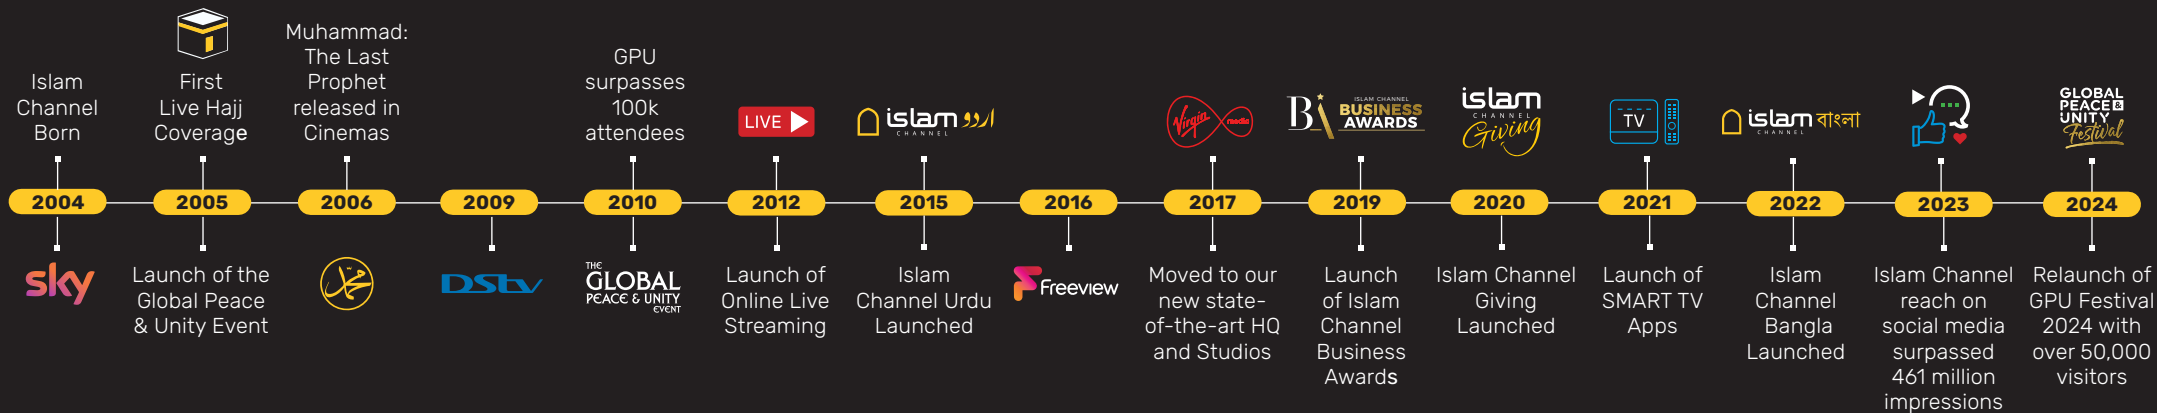 Islam
Channel
Born
2004
sky
First
Live Hajj
Coverage
2005
Launch of the
Global Peace
& Unity Event
Muhammad:
The Last
Prophet
released in
Cinemas
2006
محمد
2009
DStv
GPU
surpasses
100k
attendees
2010
THE
GLOBAL
PEACE & UNITY
EVENT
LIVE
2012
Launch of
Online Live
Streaming
islam اردو
CHANNEL
2015
Islam
Channel Urdu
Launched
2016
Freeview
Virgin media
2017
Moved to our
new state-
of-the-art HQ
and Studios
ISLAM CHANNEL
BUSINESS
AWARDS
2019
Launch
of Islam
Channel
Business
Awards
islam
CHANNEL
Giving
2020
Islam Channel
Giving
Launched
TV
2021
Launch of
SMART TV
Apps
islam বাংলা
CHANNEL
2022
Islam
Channel
Bangla
Launched
2023
Islam Channel
reach on
social media
surpassed
461 million
impressions
GLOBAL
PEACE &
UNITY
Festival
2024
Relaunch of
GPU Festival
2024 with
over 50,000
visitors